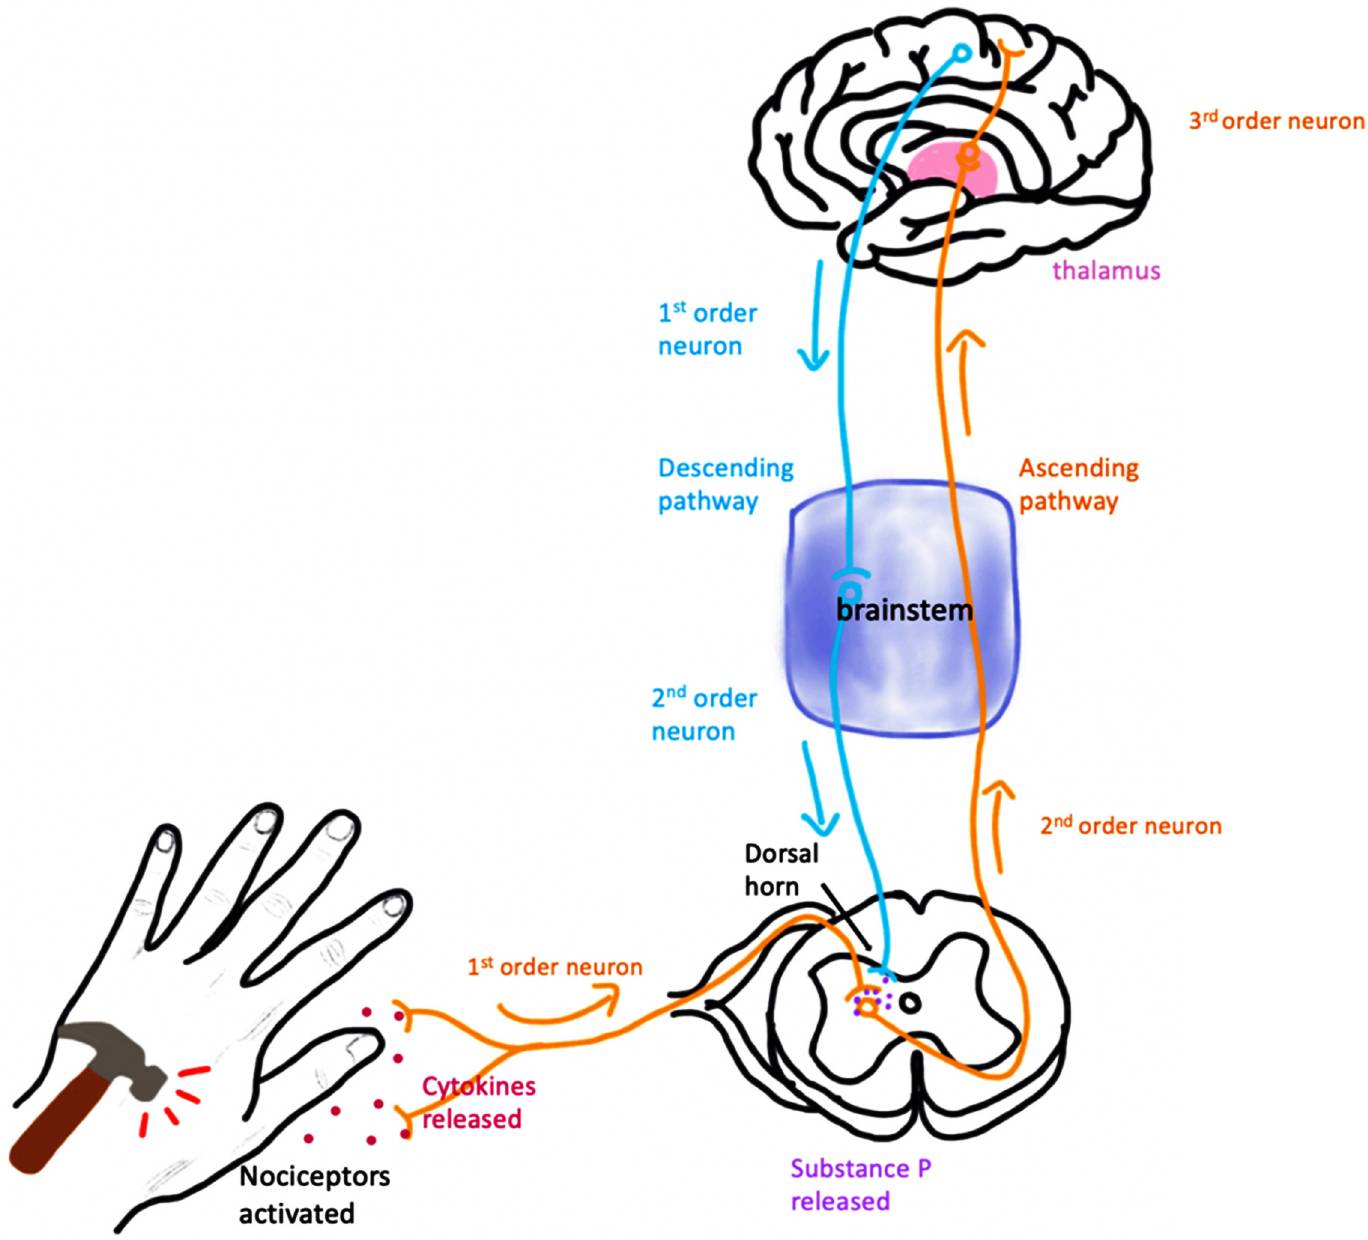 3rd order neuron
thalamus
1st order
neuron
Descending
pathway
Ascending
pathway
brainstem
2nd order
neuron
2nd order neuron
Dorsal
horn
1st order neuron
Cytokines
released
Nociceptors
activated
Substance P
released